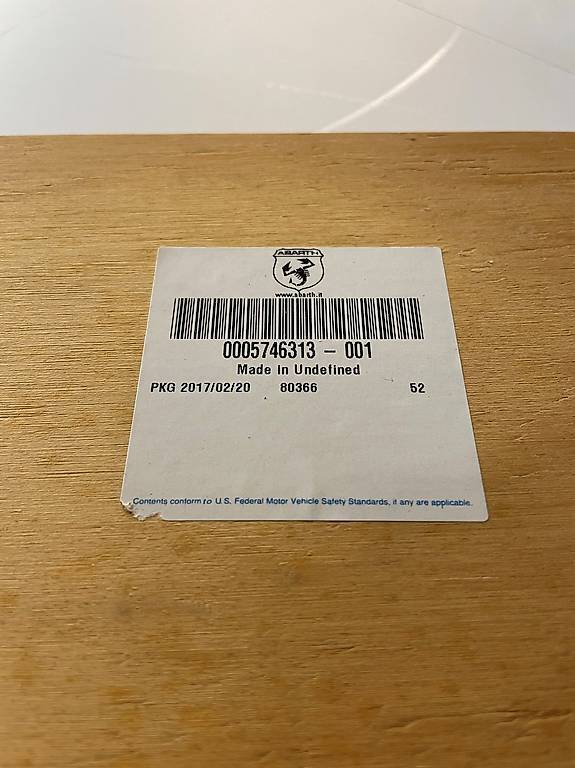 ABARTH
www.abarth.it
0005746313 – 001
Made In Undefined
PKG 2017/02/20 80366 52
Contents conform to U.S. Federal Motor Vehicle Safety Standards, if any are applicable.